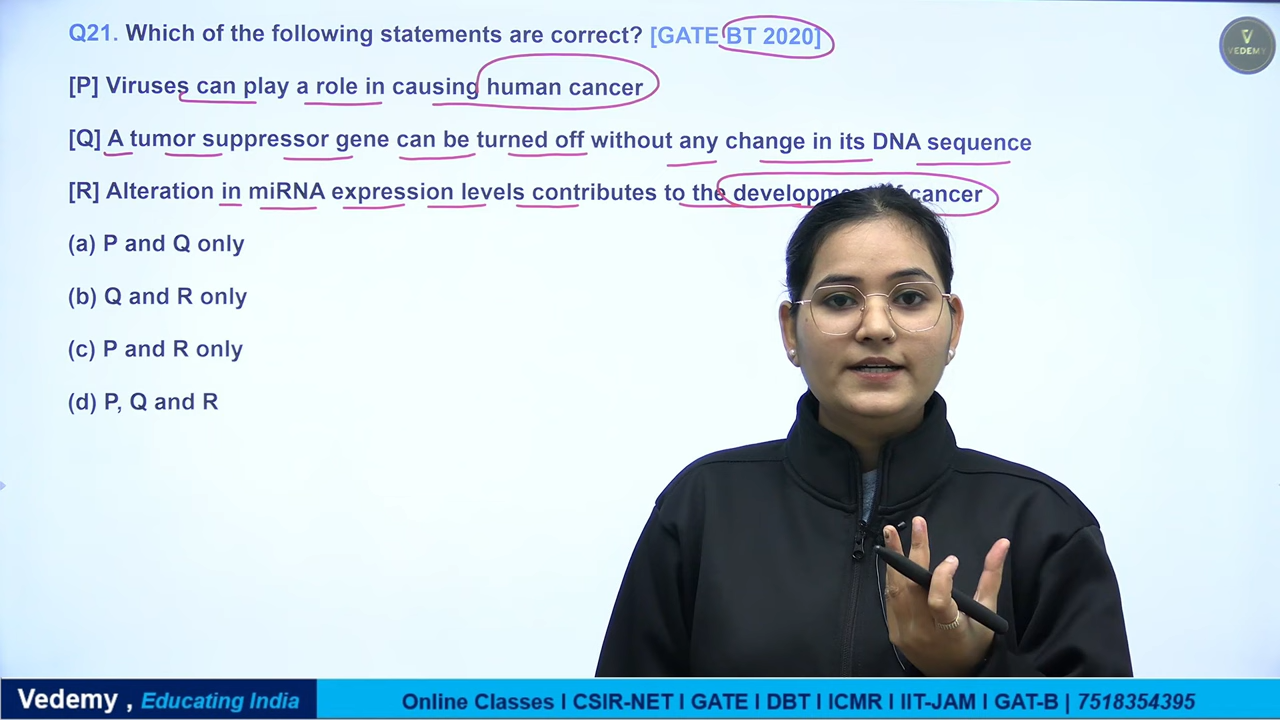 Q21. Which of the following statements are correct? [GATE BT 2020]
[P] Viruses can play a role in causing human cancer
[Q] A tumor suppressor gene can be turned off without any change in its DNA sequence
[R] Alteration in miRNA expression levels contributes to the cancer
(a) P and Q only
(b) Q and R only
(c) P and R only
(d) P, Q and R
V
VEDEMY
Vedemy , Educating India
Online Classes I CSIR-NET I GATE I DBT I ICMR I IIT-JAM I GAT-B | 7518354395